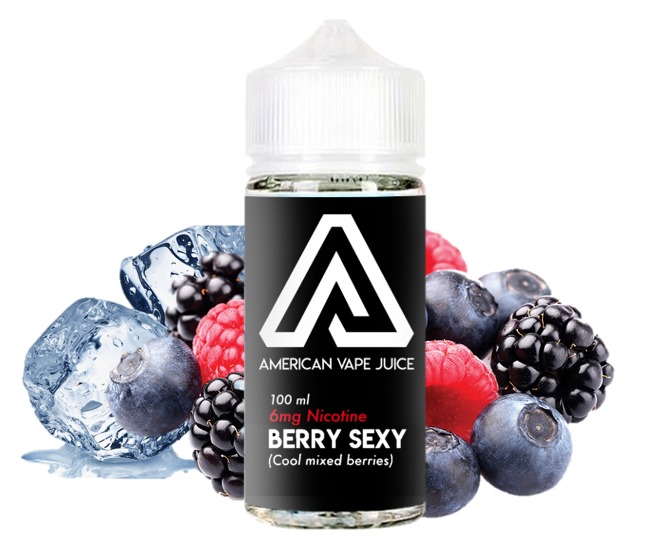 AMERICAN VAPE JUICE
100 ml
6mg Nicotine
BERRY SEXY
(Cool mixed berries)